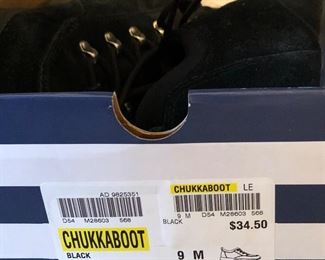 AD 9825351
D54 M28603 568
CHUKKABOOT LE
9 M D54 M28603 568
BLACK
$34.50
CHUKKABOOT
BLACK
9 M